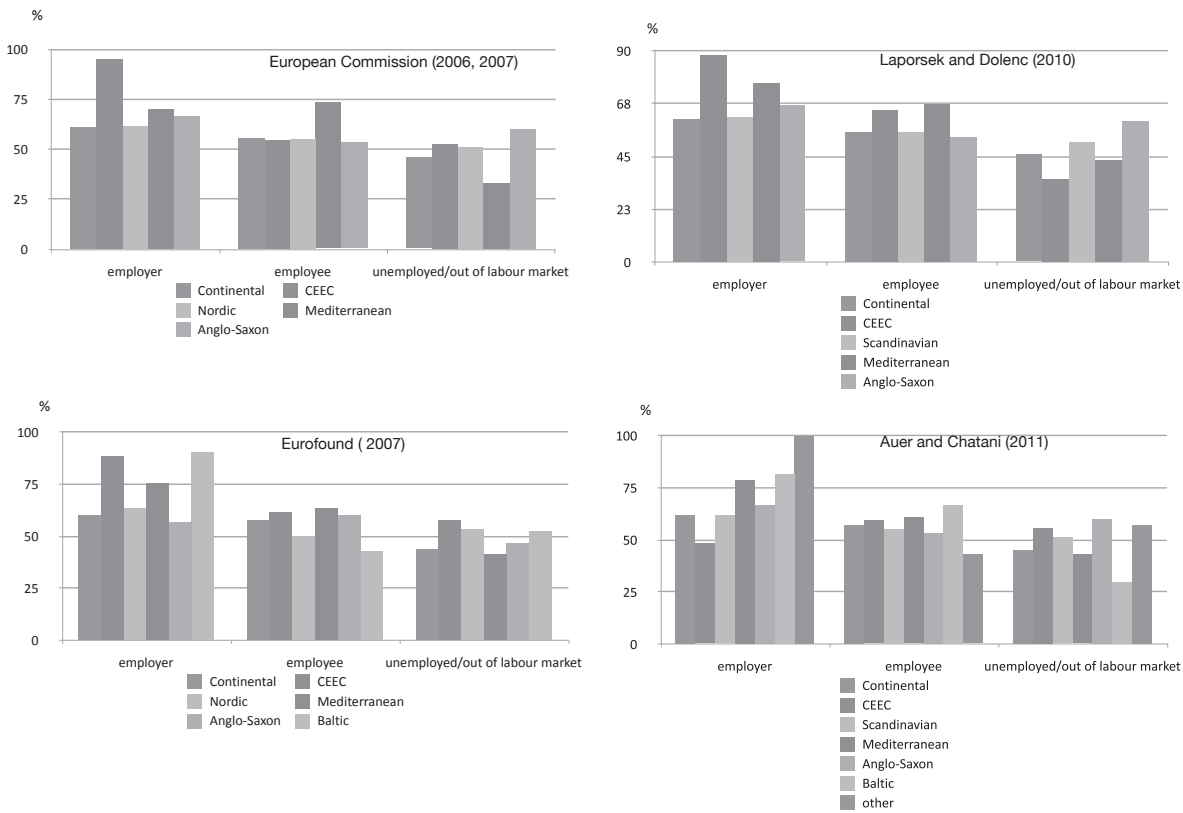 %
European Commission (2006, 2007)
100
75
50
25
0
employer employee unemployed/out of labour market
Continental CEEC
Nordic Mediterranean
Anglo-Saxon
%
Laporsek and Dolenc (2010)
90
68
45
23
0
employer employee unemployed/out of labour market
Continental
CEEC
Scandinavian
Mediterranean
Anglo-Saxon
%
Eurofound ( 2007)
100
75
50
25
0
employer employee unemployed/out of labour market
Continental CEEC
Nordic Mediterranean
Anglo-Saxon Baltic
%
Auer and Chatani (2011)
100
75
50
25
0
employer employee unemployed/out of labour market
Continental
CEEC
Scandinavian
Mediterranean
Anglo-Saxon
Baltic
other